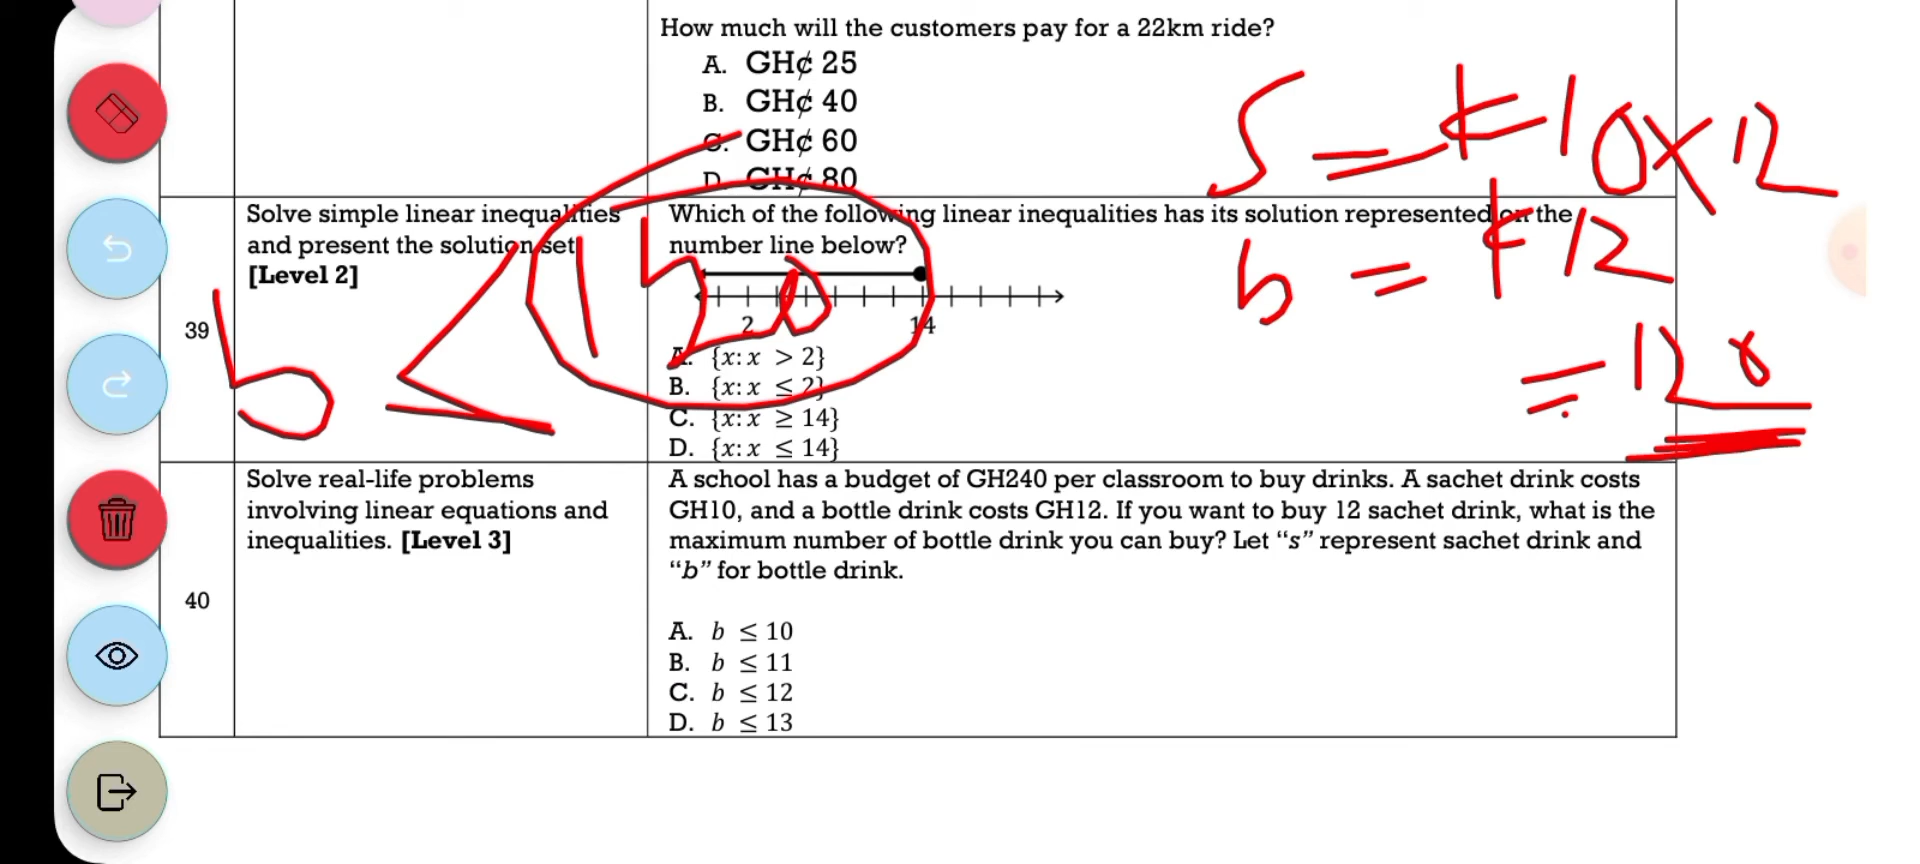 How much will the customers pay for a 22km ride?
A. GH₵ 25
B. GH₵ 40
C. GH₵ 60
D. GH₵ 80
39
Solve simple linear inequalities
and present the solution set
[Level 2]
Which of the following linear inequalities has its solution represented on the
number line below?
2 14
A. {x: x > 2}
B. {x: x ≤ 2}
C. {x: x ≥ 14}
D. {x: x ≤ 14}
40
Solve real-life problems
involving linear equations and
inequalities. [Level 3]
A school has a budget of GH240 per classroom to buy drinks. A sachet drink costs
GH10, and a bottle drink costs GH12. If you want to buy 12 sachet drink, what is the
maximum number of bottle drink you can buy? Let “s” represent sachet drink and
“b” for bottle drink.
A. b ≤ 10
B. b ≤ 11
C. b ≤ 12
D. b ≤ 13
S = ₵10 x 12
b = ₵12
= 120
b ≤ 120